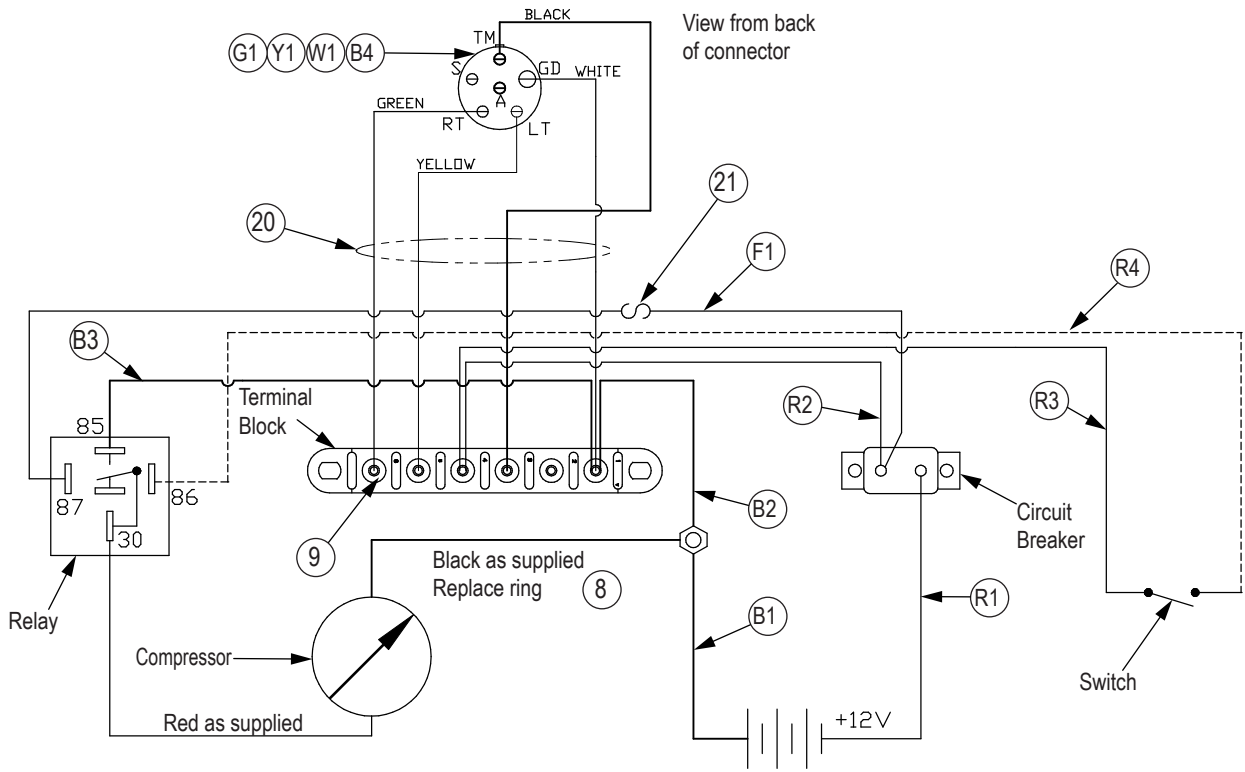 BLACK
View from back
of connector
TM
G1
Y1
W1
B4
S
GD
WHITE
A
GREEN
RT
LT
YELLOW
20
21
F1
R4
B3
Terminal
Block
R2
R3
85
87
86
30
9
B2
Circuit
Breaker
Black as supplied
Replace ring
8
Relay
R1
B1
Compressor
Switch
Red as supplied
+12V